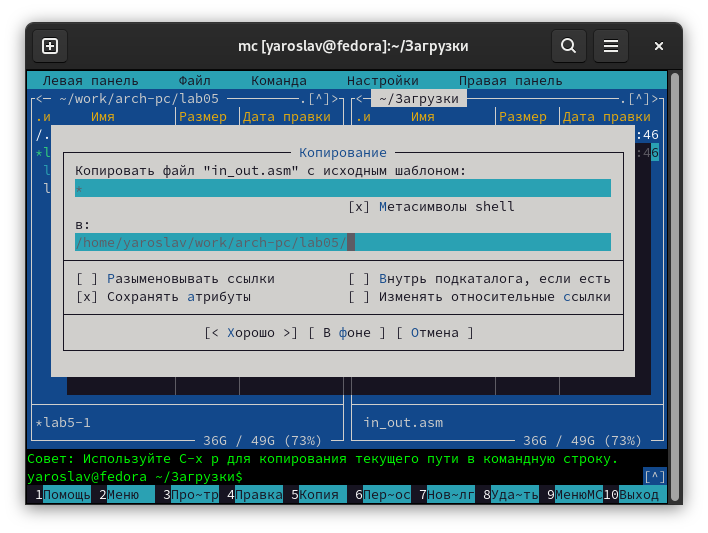 mc [yaroslav@fedora]:~/Загрузки
Левая панель Файл Команда Настройки Правая панель
<─ ~/work/arch-pc/lab05 .[^]> <─ ~/Загрузки .[^]>
.и Имя Размер Дата правки .и Имя Размер Дата правки
/. :46
*l :46
l
l
Копирование
Копировать файл "in_out.asm" с исходным шаблоном:
*
[x] Метасимволы shell
в:
/home/yaroslav/work/arch-pc/lab05/
[ ] Разыменовывать ссылки [ ] Внутрь подкаталога, если есть
[x] Сохранять атрибуты [ ] Изменять относительные ссылки
[< Хорошо >] [ В фоне ] [ Отмена ]
*lab5-1 in_out.asm
36G / 49G (73%) 36G / 49G (73%)
Совет: Используйте C-x p для копирования текущего пути в командную строку.
yaroslav@fedora ~/Загрузки$ [^]
1Помощь 2Меню 3Про~тр 4Правка 5Копия 6Пер~ос 7Нов~лг 8Уда~ть 9МенюMC 10Выход